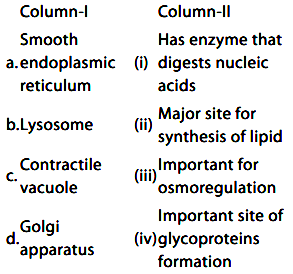 Column-I Column-II
Smooth Has enzyme that
a. endoplasmic (i) digests nucleic
reticulum acids
b. Lysosome (ii) Major site for
synthesis of lipid
c. Contractile (iii) Important for
vacuole osmoregulation
d. Golgi Important site of
apparatus (iv) glycoproteins
formation